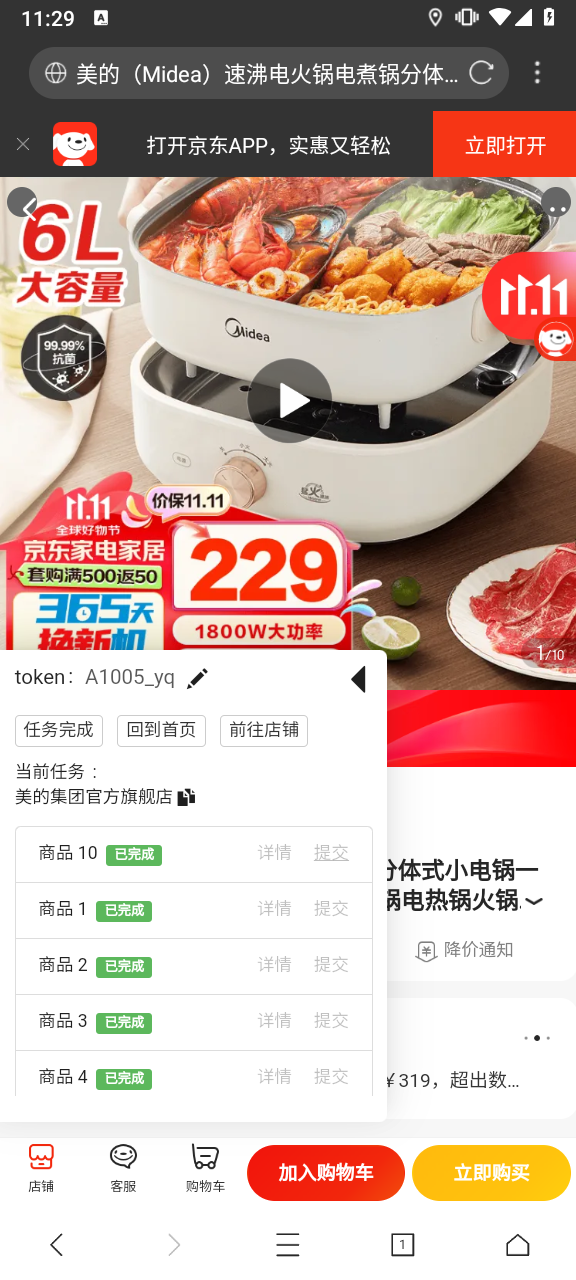 11:29
A
美的（Midea）速沸电火锅电煮锅分体...
打开京东APP，实惠又轻松
立即打开
6L
大容量
99.99%
抗菌
Midea
11.11
11.11
全球好物节
价保11.11
京东家电家居
套购满500返50
365天
换新机
229
1800W大功率
1/10
token： A1005_yq
任务完成
回到首页
前往店铺
当前任务 ：
美的集团官方旗舰店
商品 10 已完成 详情 提交
商品 1 已完成 详情 提交
商品 2 已完成 详情 提交
商品 3 已完成 详情 提交
商品 4 已完成 详情 提交
分体式小电锅一
锅电热锅火锅...
降价通知
￥319，超出数...
店铺
客服
购物车
加入购物车
立即购买
1